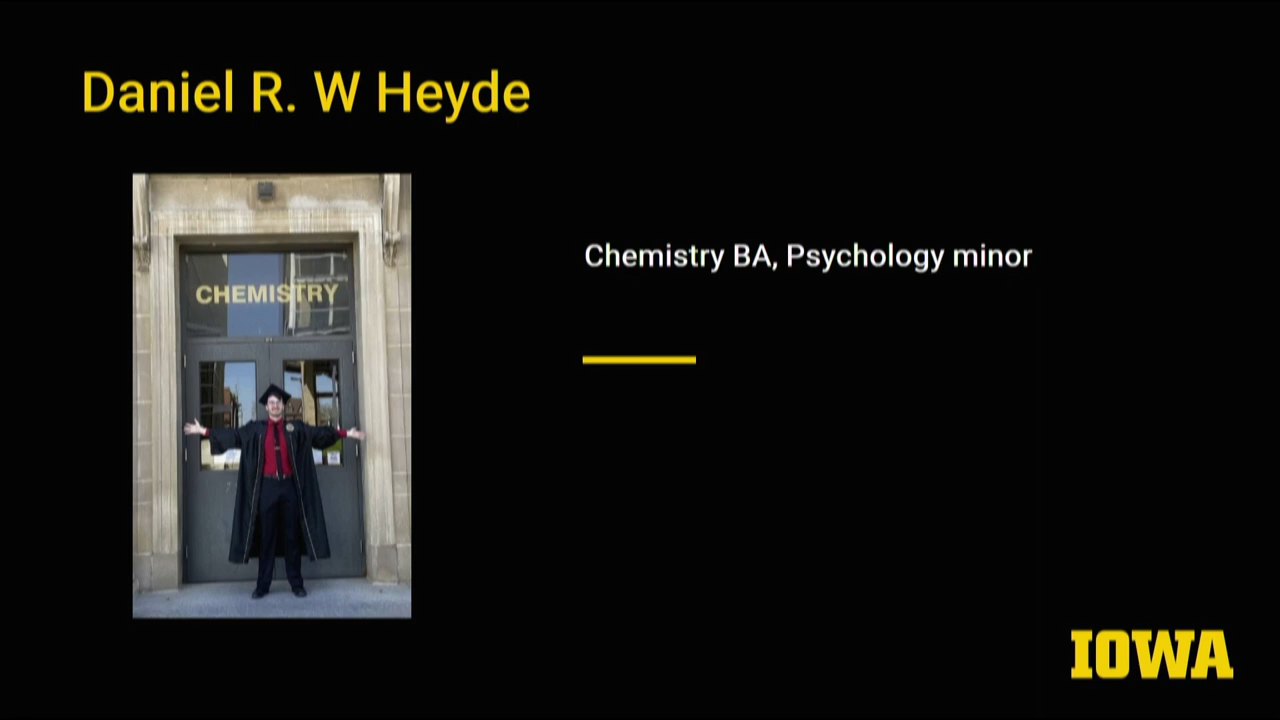 Daniel R. W Heyde
CHEMISTRY
Chemistry BA, Psychology minor
IOWA